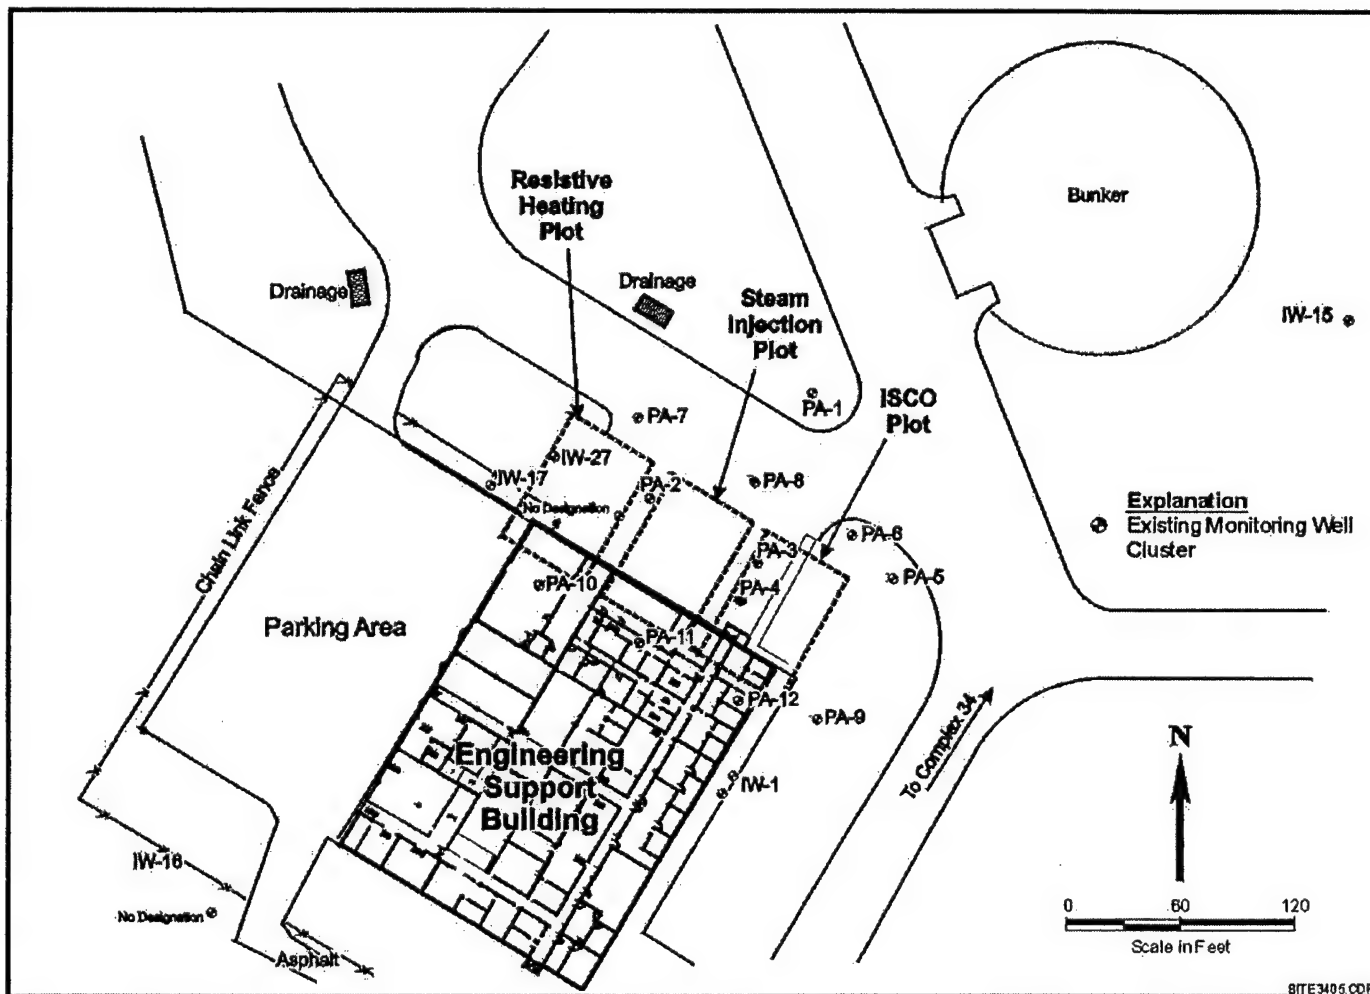 Resistive
Heating
Plot
Bunker
Drainage
Drainage
Steam
Injection
Plot
IW-15
PA-1
ISCO
Plot
PA-7
IW-27
IW-17
PA-2
PA-8
No Designation
Explanation
Existing Monitoring Well
Cluster
Chain Link Fence
PA-6
PA-3
PA-5
PA-10
PA-4
Parking Area
PA-11
PA-12
PA-9
To Complex 34
Engineering
Support
Building
N
IW-1
IW-16
No Designation
Asphalt
0 60 120
Scale in Feet
SITE3405.CDR